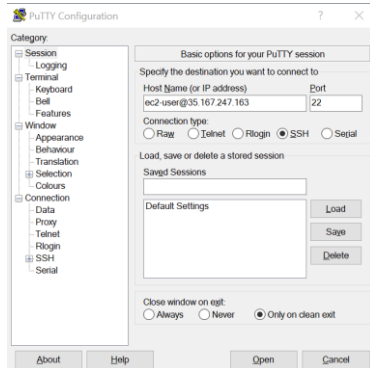 PuTTY Configuration
Category:
Session
Logging
Terminal
Keyboard
Bell
Features
Window
Appearance
Behaviour
Translation
Selection
Colours
Connection
Data
Proxy
Telnet
Rlogin
SSH
Serial
Basic options for your PuTTY session
Specify the destination you want to connect to
Host Name (or IP address) Port
ec2-user@35.167.247.163 22
Connection type:
Raw Telnet Rlogin SSH Serial
Load, save or delete a stored session
Saved Sessions
Default Settings
Load
Save
Delete
Close window on exit:
Always Never Only on clean exit
About Help Open Cancel